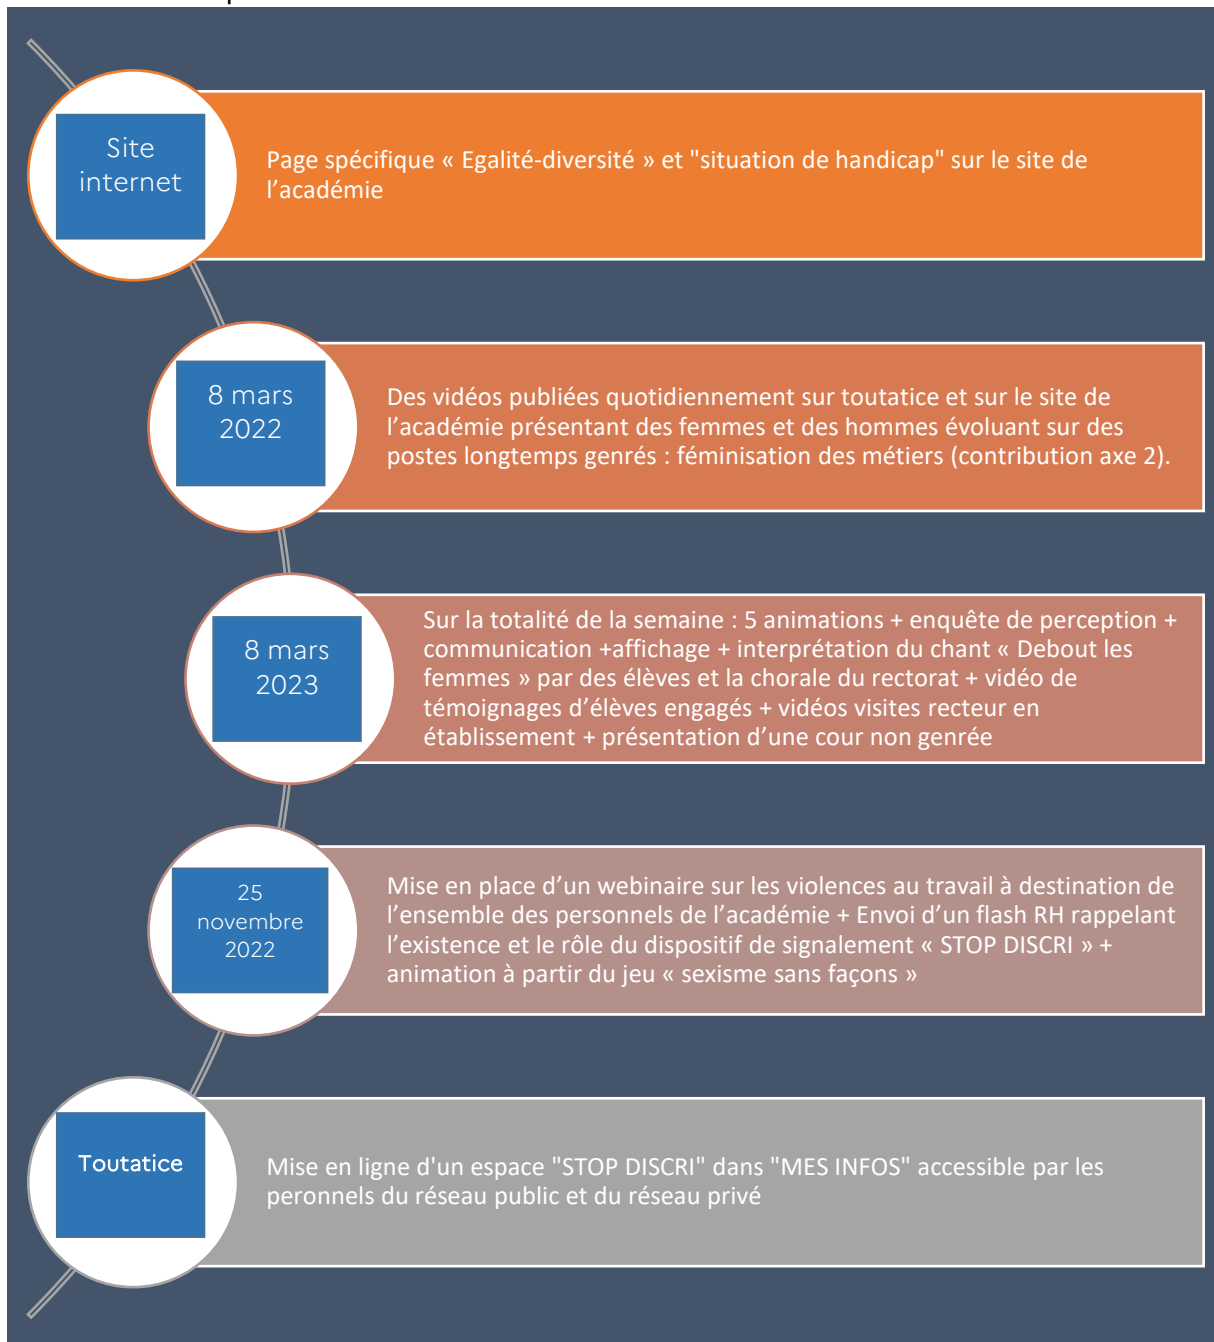 Site
internet
Page spécifique « Egalité-diversité » et "situation de handicap" sur le site de
l’académie
8 mars
2022
Des vidéos publiées quotidiennement sur toutatice et sur le site de
l’académie présentant des femmes et des hommes évoluant sur des
postes longtemps genrés : féminisation des métiers (contribution axe 2).
8 mars
2023
Sur la totalité de la semaine : 5 animations + enquête de perception +
communication +affichage + interprétation du chant « Debout les
femmes » par des élèves et la chorale du rectorat + vidéo de
témoignages d’élèves engagés + vidéos visites recteur en
établissement + présentation d’une cour non genrée
25
novembre
2022
Mise en place d’un webinaire sur les violences au travail à destination de
l’ensemble des personnels de l’académie + Envoi d’un flash RH rappelant
l’existence et le rôle du dispositif de signalement « STOP DISCRI » +
animation à partir du jeu « sexisme sans façons »
Toutatice
Mise en ligne d'un espace "STOP DISCRI" dans "MES INFOS" accessible par les
peronnels du réseau public et du réseau privé